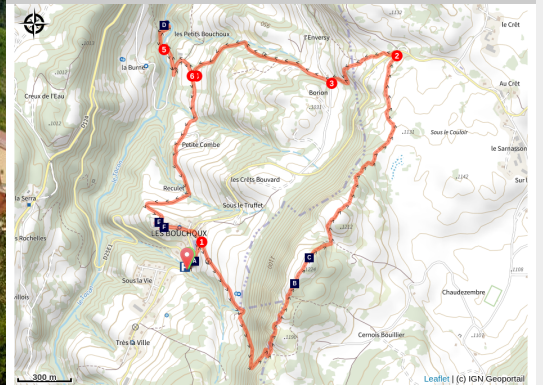 D
le Crêt
les Petits Bouchoux
l'Enversy
5
2
la Burne
6
3
Borion
Au Crêt
Creux de l'Eau
Sous le Couloir
Petite Combe
le Sarnasson
les Crêts Bouvard
Reculet
la Serra
Sous le Truffet
E
F
LES BOUCHOUX
es Rochelles
1
A
C
Sous la Vie
B
Chaudezembre
Très la Ville
Cernois Bouillier
300 m
Leaflet | (c) IGN Geoportail